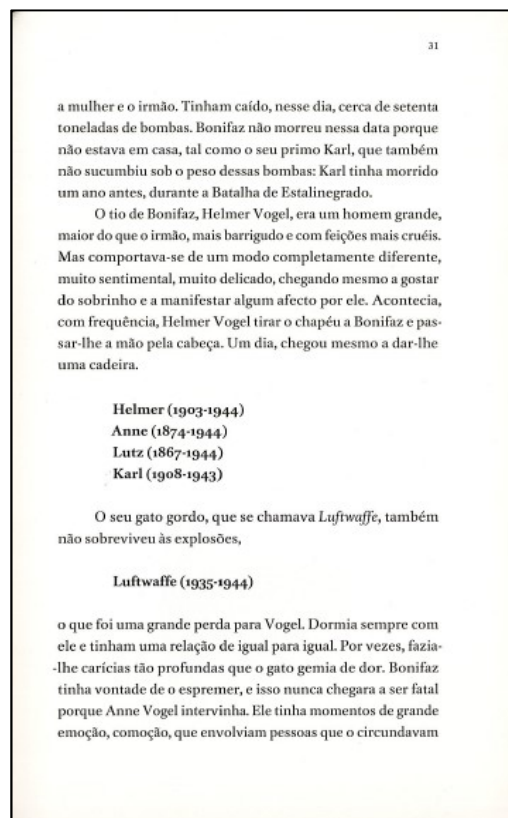 31
a mulher e o irmão. Tinham caído, nesse dia, cerca de setenta
toneladas de bombas. Bonifaz não morreu nessa data porque
não estava em casa, tal como o seu primo Karl, que também
não sucumbiu sob o peso dessas bombas: Karl tinha morrido
um ano antes, durante a Batalha de Estalinegrado.
O tio de Bonifaz, Helmer Vogel, era um homem grande,
maior do que o irmão, mais barrigudo e com feições mais cruéis.
Mas comportava-se de um modo completamente diferente,
muito sentimental, muito delicado, chegando mesmo a gostar
do sobrinho e a manifestar algum afecto por ele. Acontecia,
com frequência, Helmer Vogel tirar o chapéu a Bonifaz e pas-
sar-lhe a mão pela cabeça. Um dia, chegou mesmo a dar-lhe
uma cadeira.
Helmer (1903-1944)
Anne (1874-1944)
Lutz (1867-1944)
Karl (1908-1943)
O seu gato gordo, que se chamava Luftwaffe, também
não sobreviveu às explosões,
Luftwaffe (1935-1944)
o que foi uma grande perda para Vogel. Dormia sempre com
ele e tinham uma relação de igual para igual. Por vezes, fazia-
-lhe carícias tão profundas que o gato gemia de dor. Bonifaz
tinha vontade de o espremer, e isso nunca chegara a ser fatal
porque Anne Vogel intervinha. Ele tinha momentos de grande
emoção, comoção, que envolviam pessoas que o circundavam